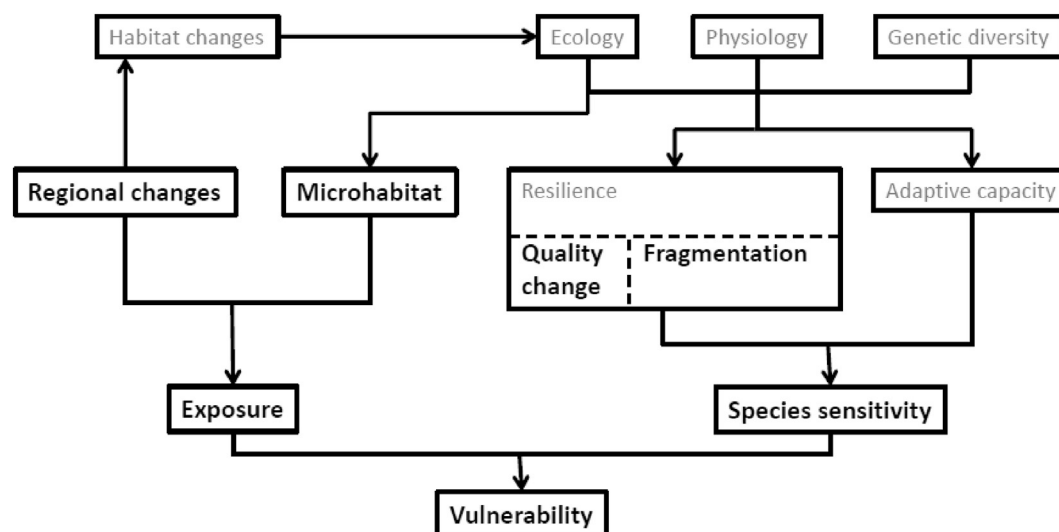 Habitat changes
Ecology
Physiology
Genetic diversity
Regional changes
Microhabitat
Resilience
Adaptive capacity
Quality
change
Fragmentation
Exposure
Species sensitivity
Vulnerability